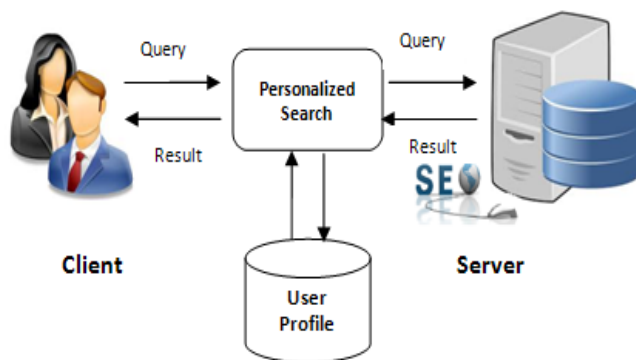 Query
Query
Personalized
Search
Result
Result
SEO
Client
Server
User
Profile